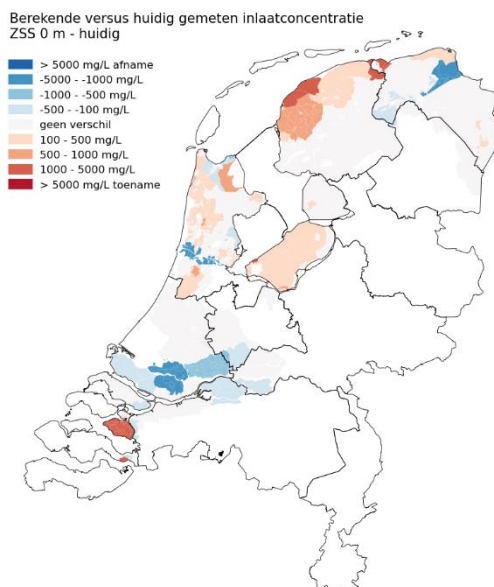 Berekende versus huidig gemeten inlaatconcentratie
ZSS 0 m - huidig
> 5000 mg/L afname
-5000 - -1000 mg/L
-1000 - -500 mg/L
-500 - -100 mg/L
geen verschil
100 - 500 mg/L
500 - 1000 mg/L
1000 - 5000 mg/L
> 5000 mg/L toename